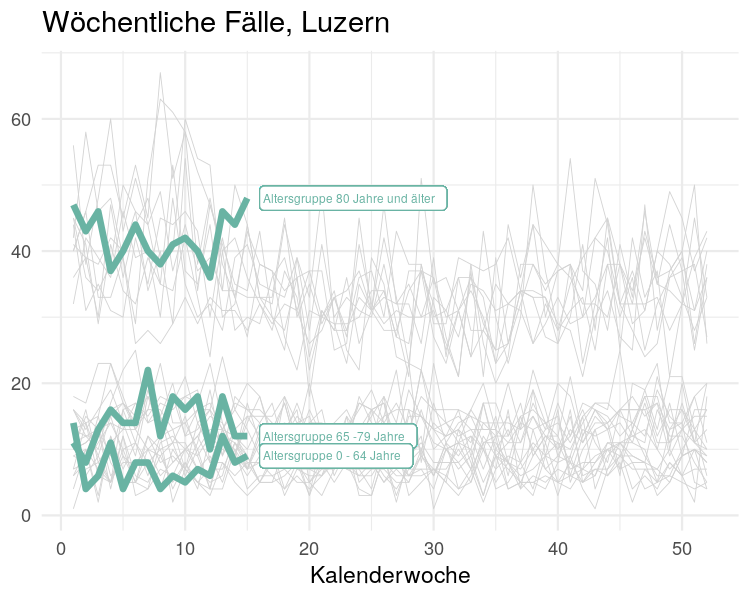 Wöchentliche Fälle, Luzern
60
40
20
0
Altersgruppe 80 Jahre und älter
Altersgruppe 65 -79 Jahre
Altersgruppe 0 - 64 Jahre
0 10 20 30 40 50
Kalenderwoche